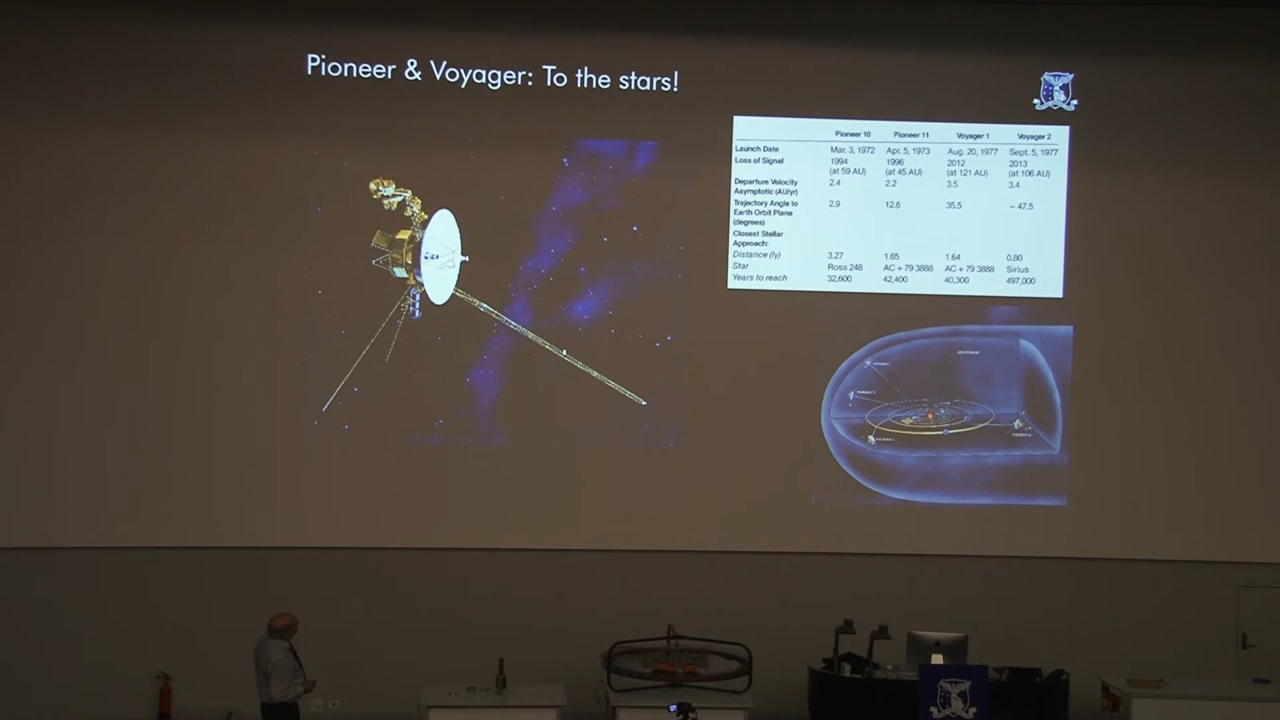 Pioneer & Voyager: To the stars!
Pioneer 10 Pioneer 11 Voyager 1 Voyager 2
Launch Date Mar. 3, 1972 Apr. 5, 1973 Aug. 20, 1977 Sept. 5, 1977
Loss of Signal 1994 1996 2012 2013
(at 59 AU) (at 45 AU) (at 121 AU) (at 106 AU)
Departure Velocity 2.4 2.2 3.5 3.4
Asymptotic (AU/yr)
Trajectory Angle to 2.9 12.6 35.5 – 47.5
Earth Orbit Plane
(degrees)
Closest Stellar
Approach:
Distance (ly) 3.27 1.65 1.64 0.80
Star Ross 248 AC + 79 3888 AC + 79 3888 Sirius
Years to reach 32,600 42,400 40,300 497,000